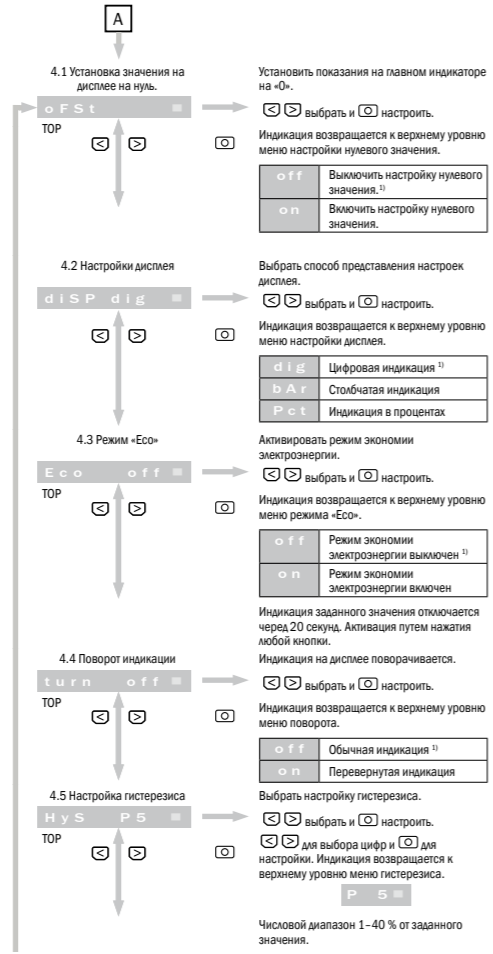 A
4.1 Установка значения на
дисплее на нуль.
oFSt
TOP
Установить показания на главном индикаторе
на «0».
< > выбрать и O настроить.
Индикация возвращается к верхнему уровню
меню настройки нулевого значения.
off Выключить настройку нулевого
значения.1)
on Включить настройку нулевого
значения.
4.2 Настройки дисплея
diSP dig
Выбрать способ представления настроек
дисплея.
< > выбрать и O настроить.
Индикация возвращается к верхнему уровню
меню настройки дисплея.
dig Цифровая индикация 1)
bAr Столбчатая индикация
Pct Индикация в процентах
4.3 Режим «Eco»
Eco off
TOP
Активировать режим экономии
электроэнергии.
< > выбрать и O настроить.
Индикация возвращается к верхнему уровню
меню режима «Eco».
off Режим экономии
электроэнергии выключен 1)
on Режим экономии
электроэнергии включен
Индикация заданного значения отключается
черед 20 секунд. Активация путем нажатия
любой кнопки.
4.4 Поворот индикации
turn off
TOP
Индикация на дисплее поворачивается.
< > выбрать и O настроить.
Индикация возвращается к верхнему уровню
меню поворота.
off Обычная индикация 1)
on Перевернутая индикация
4.5 Настройка гистерезиса
HyS P5
TOP
Выбрать настройку гистерезиса.
< > выбрать и O настроить.
< > для выбора цифр и O для
настройки. Индикация возвращается к
верхнему уровню меню гистерезиса.
P 5
Числовой диапазон 1–40 % от заданного
значения.